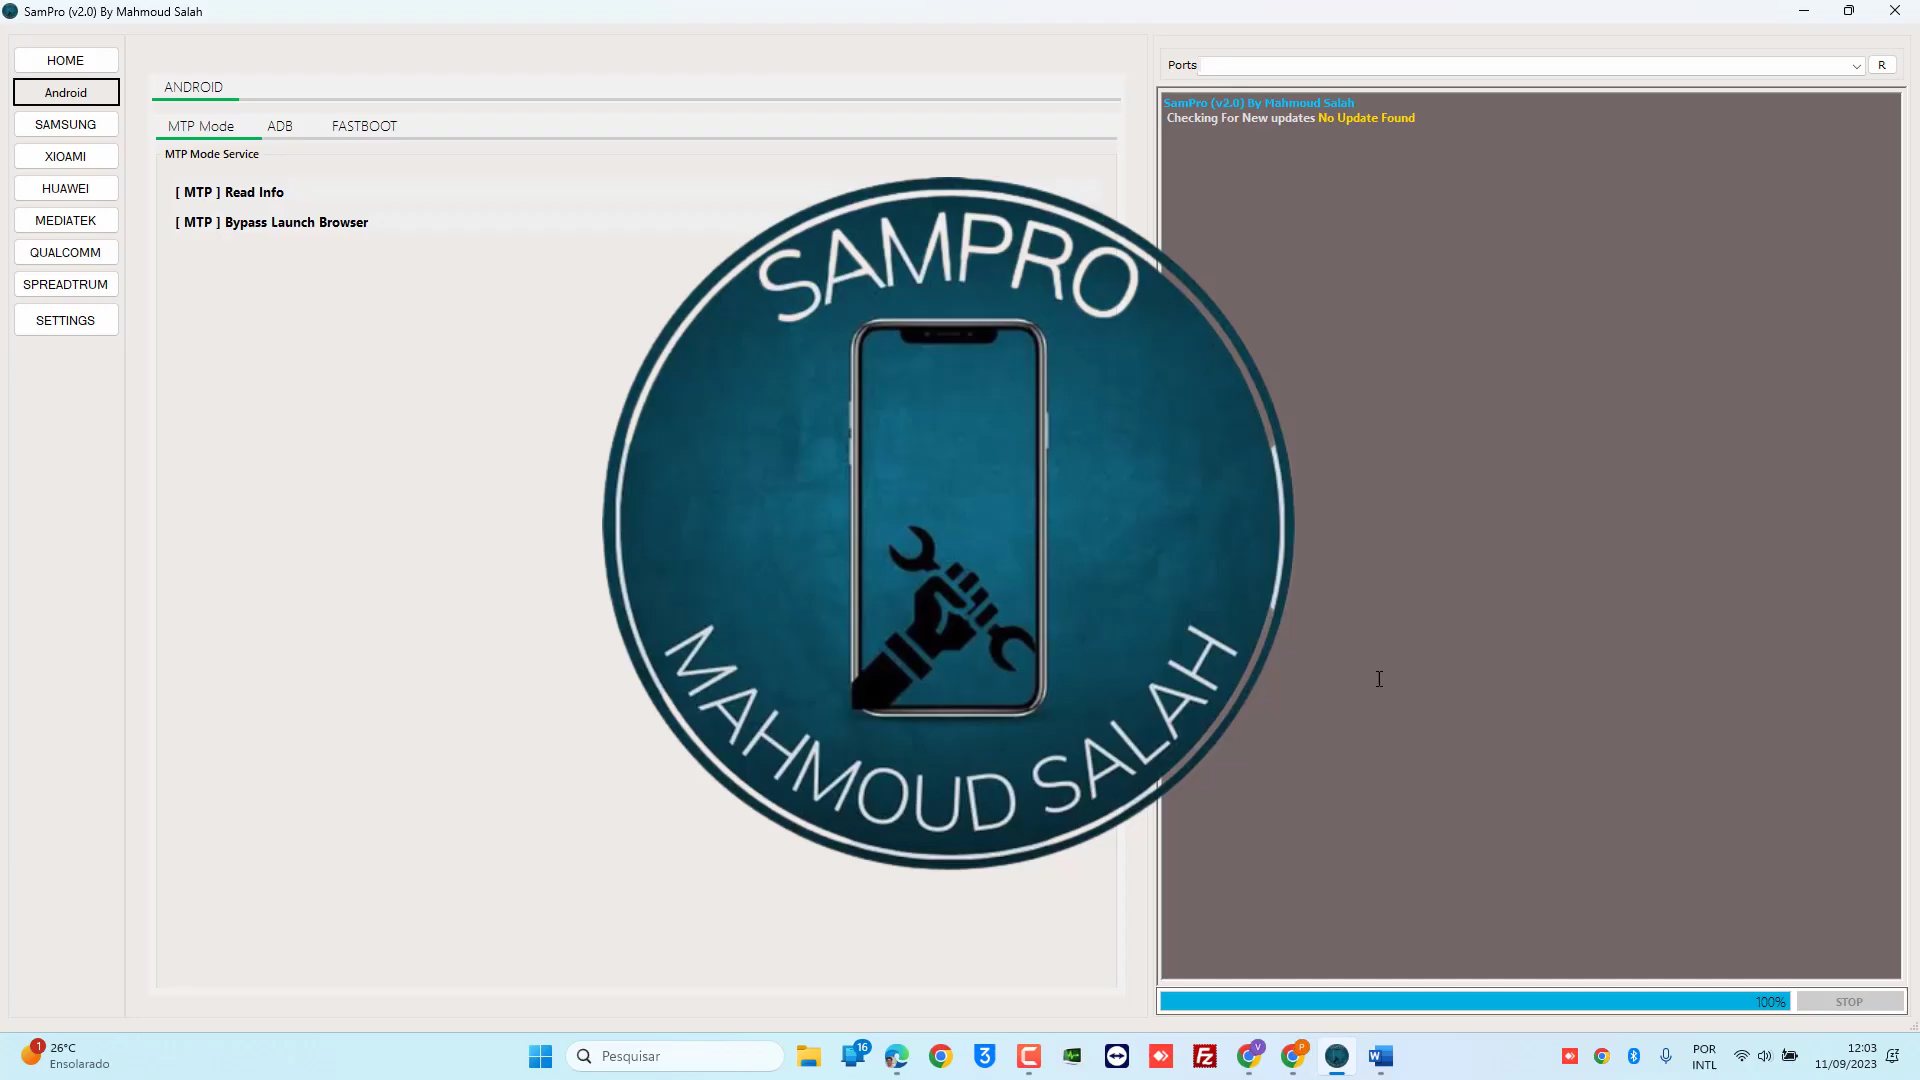 SamPro (v2.0) By Mahmoud Salah
HOME
Android
SAMSUNG
XIOAMI
HUAWEI
MEDIATEK
QUALCOMM
SPREADTRUM
SETTINGS
ANDROID
MTP Mode ADB FASTBOOT
MTP Mode Service
[ MTP ] Read Info
[ MTP ] Bypass Launch Browser
SAMPRO
MAHMOUD SALAH
Ports R
SamPro (v2.0) By Mahmoud Salah
Checking For New updates No Update Found
100% STOP
1
26°C
Ensolarado
Pesquisar
16
3
V
P
POR
INTL
12:03
11/09/2023